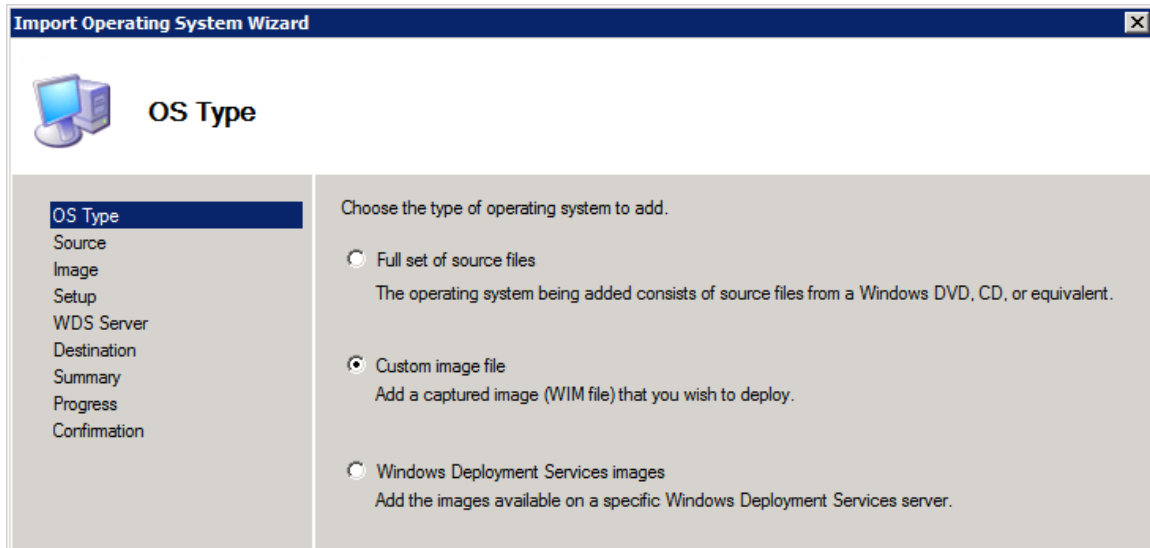 Import Operating System Wizard
OS Type
OS Type
Source
Image
Setup
WDS Server
Destination
Summary
Progress
Confirmation
Choose the type of operating system to add.
Full set of source files
The operating system being added consists of source files from a Windows DVD, CD, or equivalent.
Custom image file
Add a captured image (WIM file) that you wish to deploy.
Windows Deployment Services images
Add the images available on a specific Windows Deployment Services server.